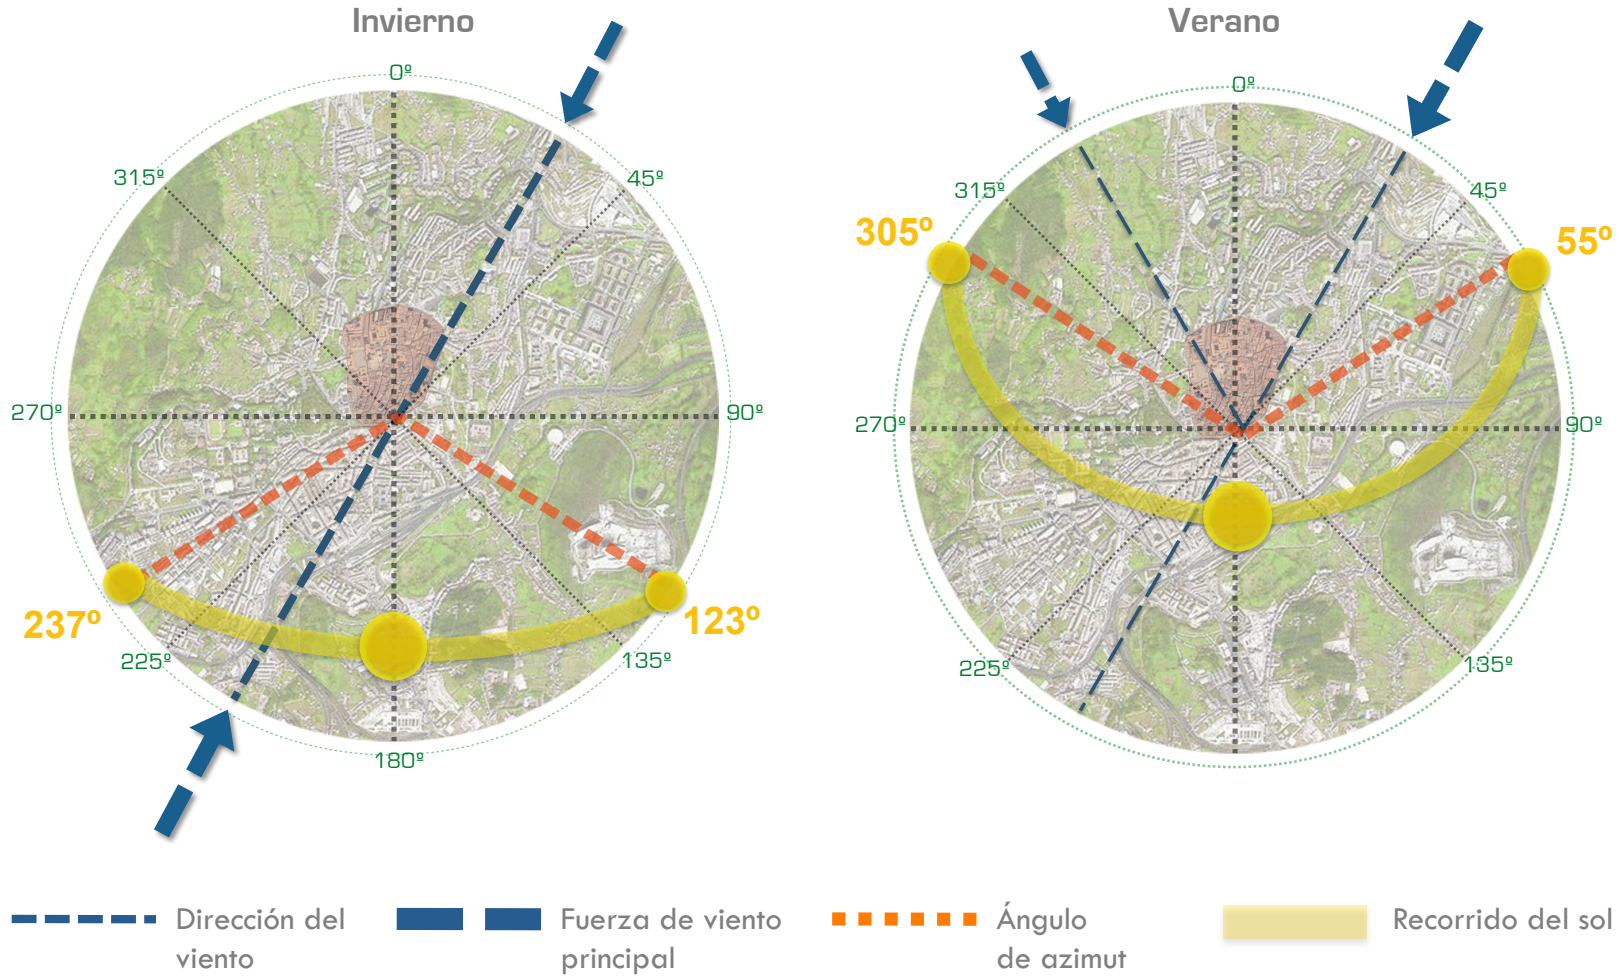 Invierno
Verano
0º
0º
315º
45º
315º
45º
305º
55º
270º
90º
270º
90º
237º
123º
225º
135º
225º
135º
180º
Dirección del
viento
Fuerza de viento
principal
Ángulo
de azimut
Recorrido del sol